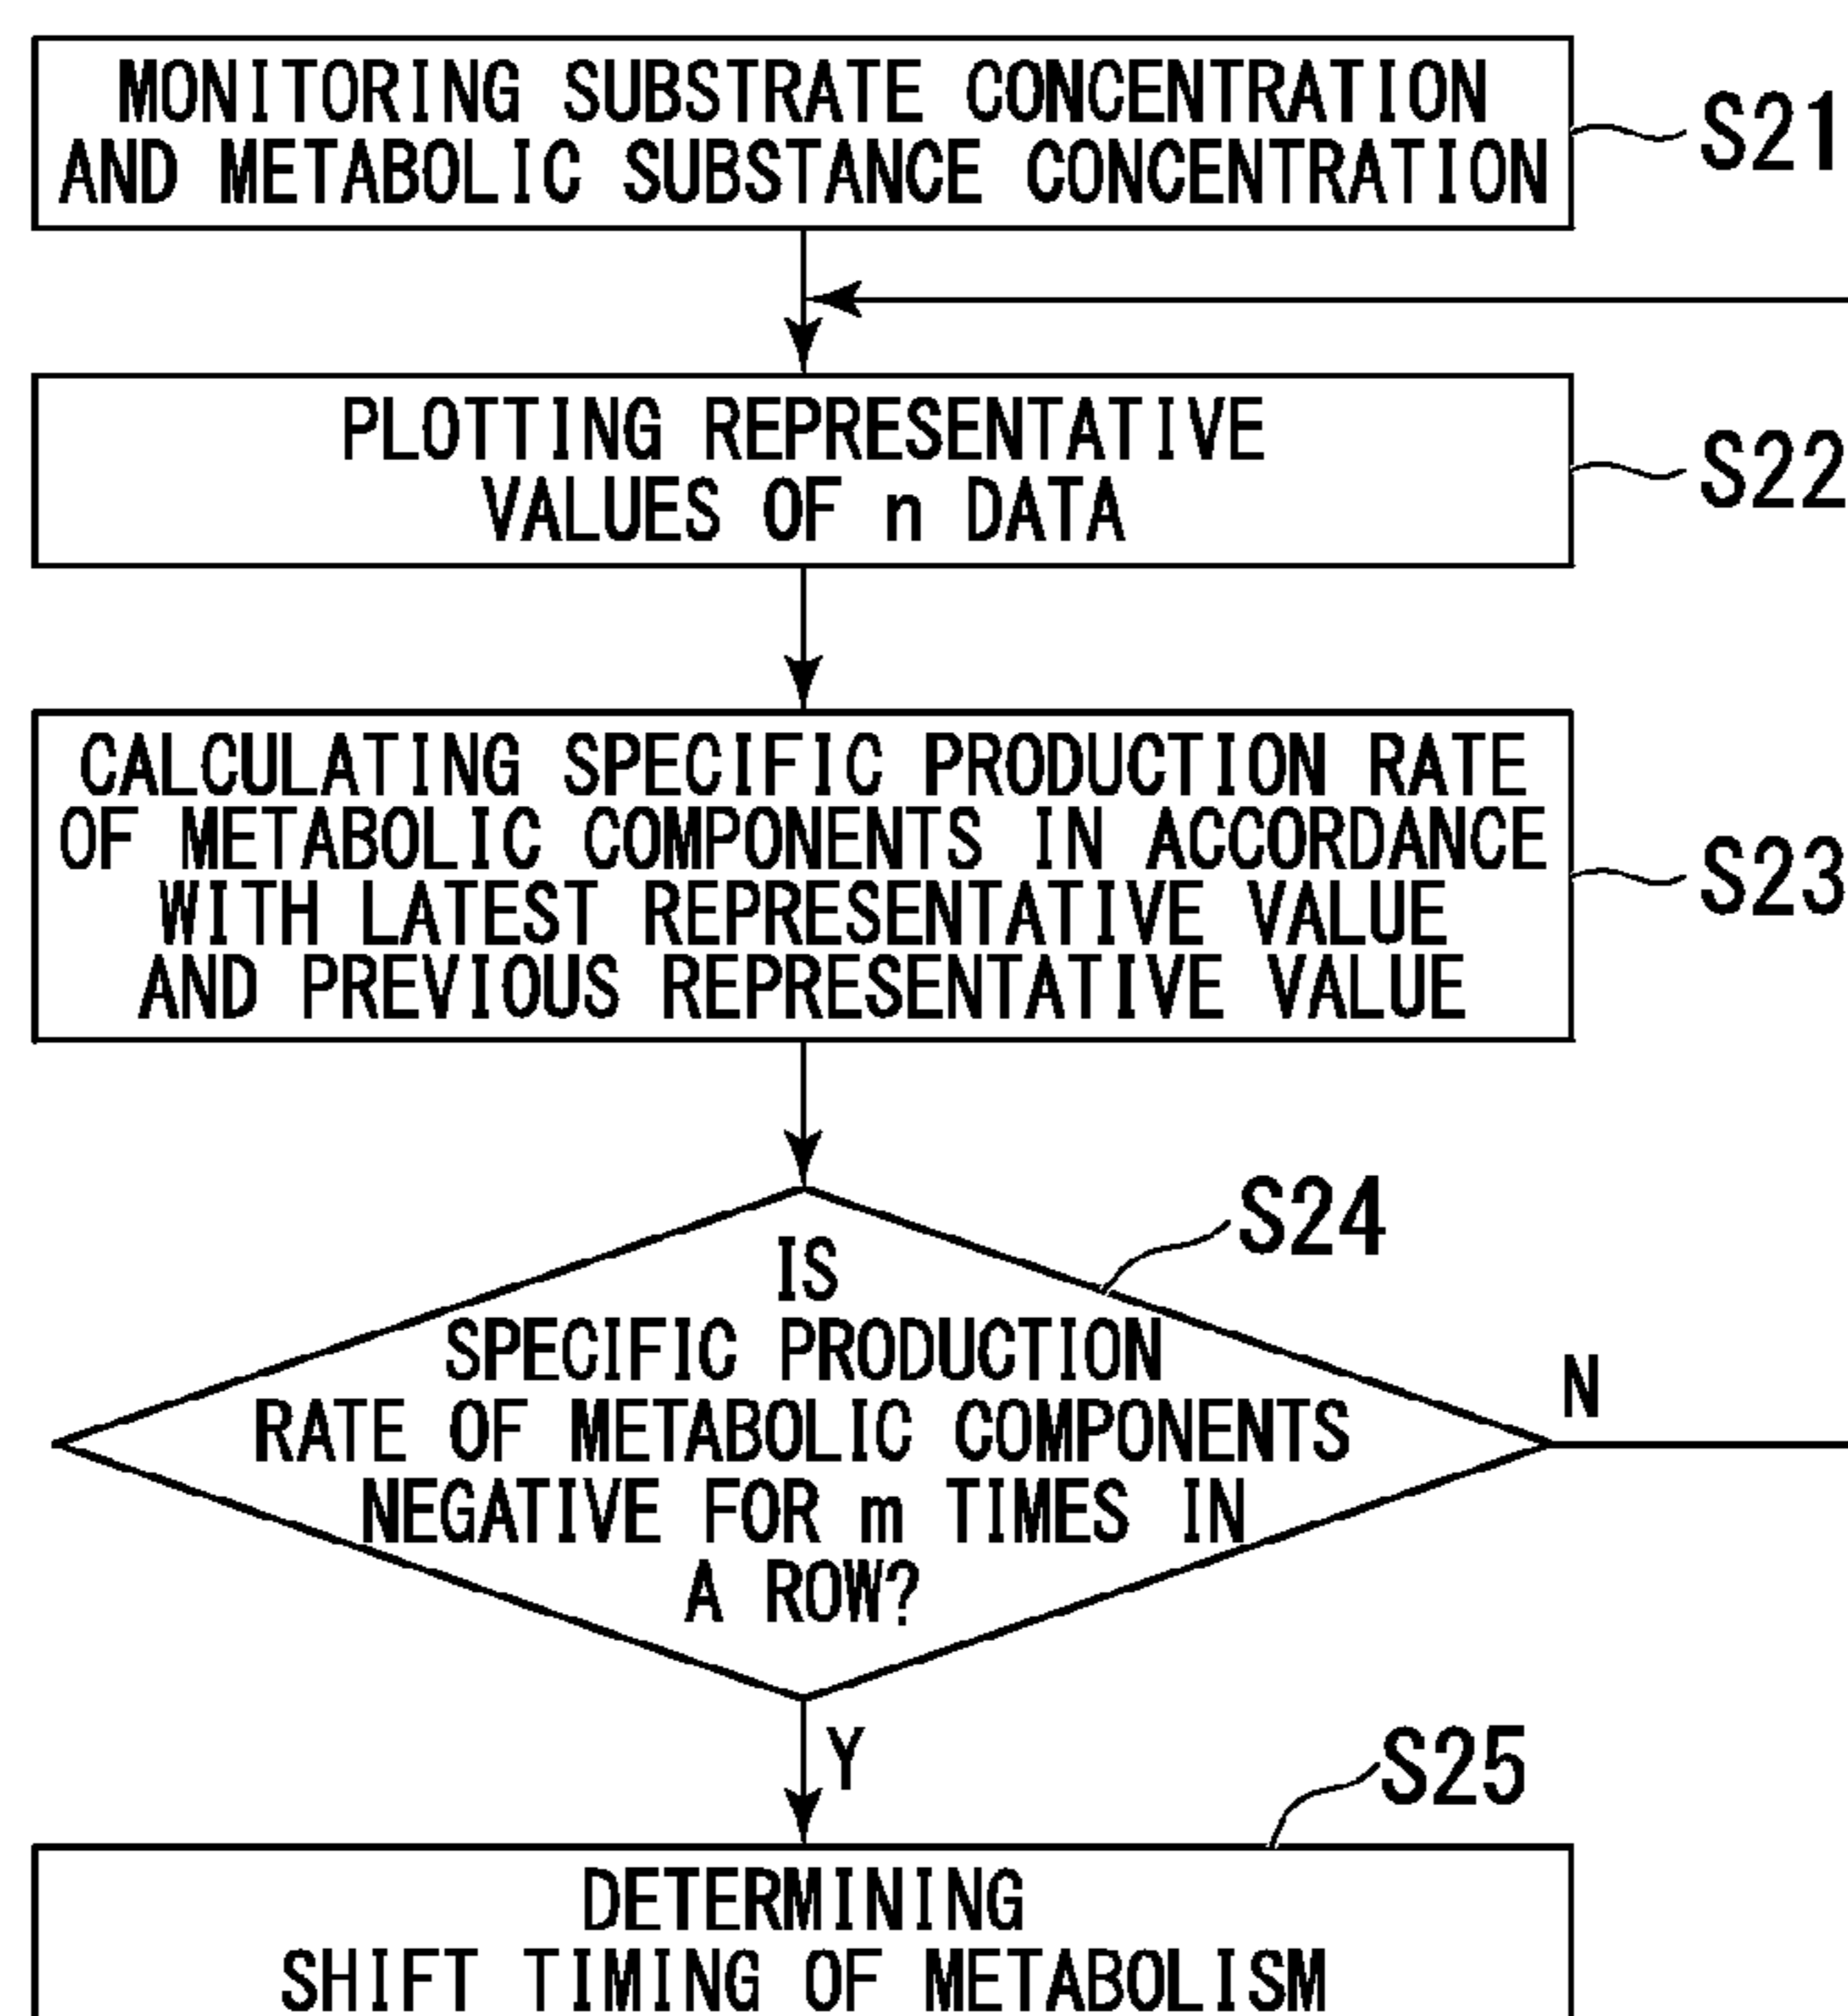 MONITORING SUBSTRATE CONCENTRATION
AND METABOLIC SUBSTANCE CONCENTRATION
S21
PLOTTING REPRESENTATIVE
VALUES OF n DATA
S22
CALCULATING SPECIFIC PRODUCTION RATE
OF METABOLIC COMPONENTS IN ACCORDANCE
WITH LATEST REPRESENTATIVE VALUE
AND PREVIOUS REPRESENTATIVE VALUE
S23
IS
SPECIFIC PRODUCTION
RATE OF METABOLIC COMPONENTS
NEGATIVE FOR m TIMES IN
A ROW?
S24
N
Y
S25
DETERMINING
SHIFT TIMING OF METABOLISM